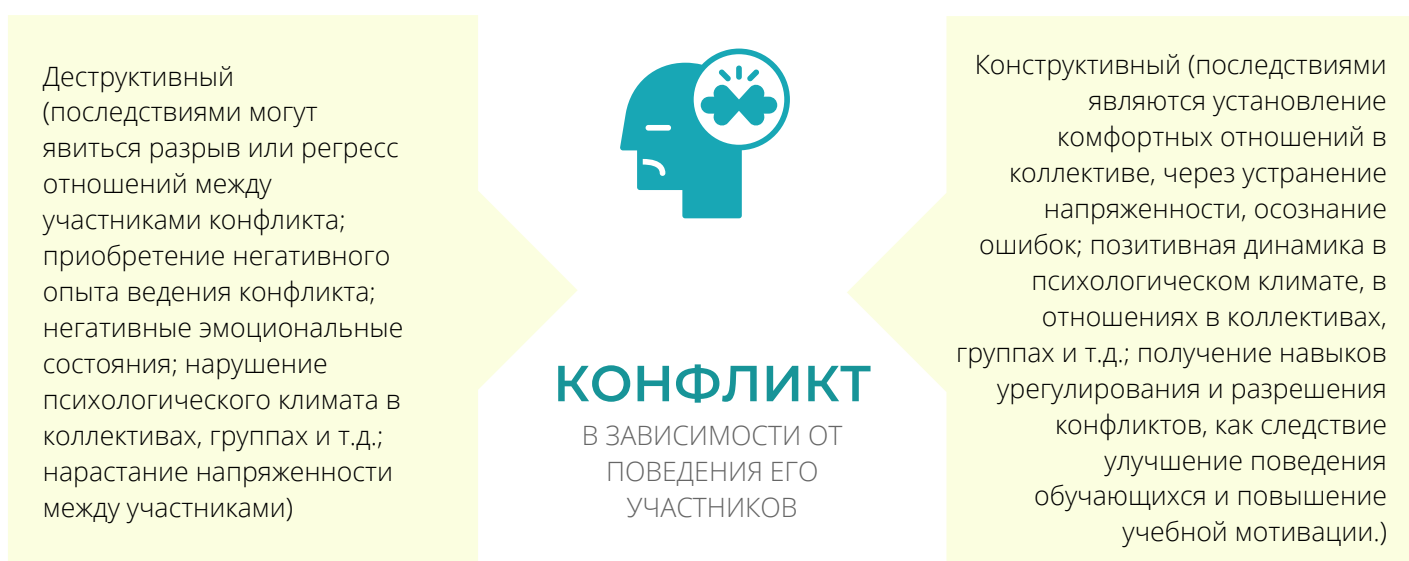 Деструктивный
(последствиями могут
явиться разрыв или регресс
отношений между
участниками конфликта;
приобретение негативного
опыта ведения конфликта;
негативные эмоциональные
состояния; нарушение
психологического климата в
коллективах, группах и т.д.;
нарастание напряженности
между участниками)
КОНФЛИКТ
В ЗАВИСИМОСТИ ОТ
ПОВЕДЕНИЯ ЕГО
УЧАСТНИКОВ
Конструктивный (последствиями
являются установление
комфортных отношений в
коллективе, через устранение
напряженности, осознание
ошибок; позитивная динамика в
психологическом климате, в
отношениях в коллективах,
группах и т.д.; получение навыков
урегулирования и разрешения
конфликтов, как следствие
улучшение поведения
обучающихся и повышение
учебной мотивации.)